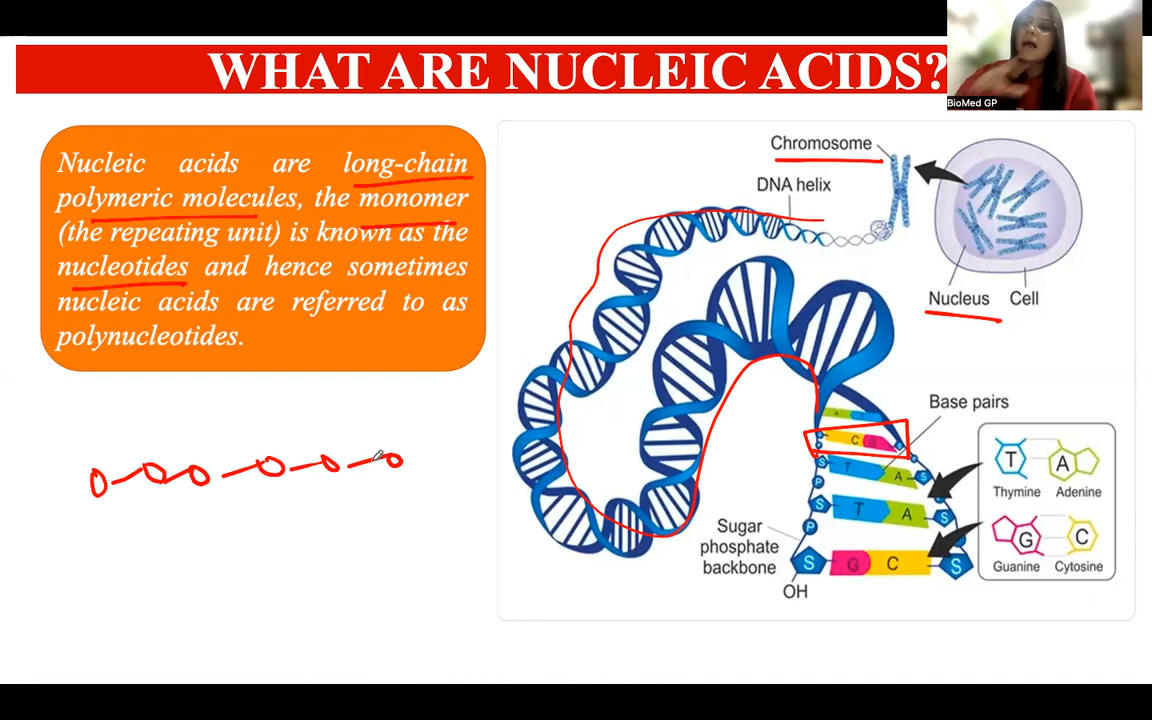 WHAT ARE NUCLEIC ACIDS?
BioMed GP
Nucleic acids are long-chain
polymeric molecules, the monomer
(the repeating unit) is known as the
nucleotides and hence sometimes
nucleic acids are referred to as
polynucleotides.
Chromosome
DNA helix
Nucleus Cell
Base pairs
A
C G
S T A S
P
S T A S
P
S G C S
OH
Sugar
phosphate
backbone
T A
Thymine Adenine
G C
Guanine Cytosine